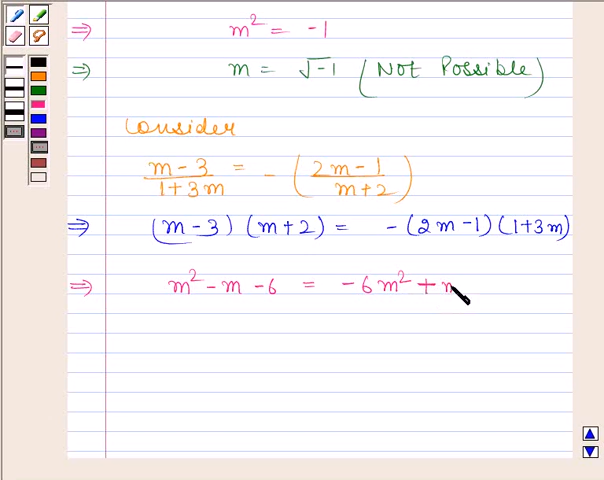 ⇒ m² = -1
⇒ m = √-1 (Not Possible)
Consider
(m-3)/(1+3m) = -((2m-1)/(m+2))
⇒ (m-3)(m+2) = -(2m-1)(1+3m)
⇒ m² - m - 6 = -6m² + m